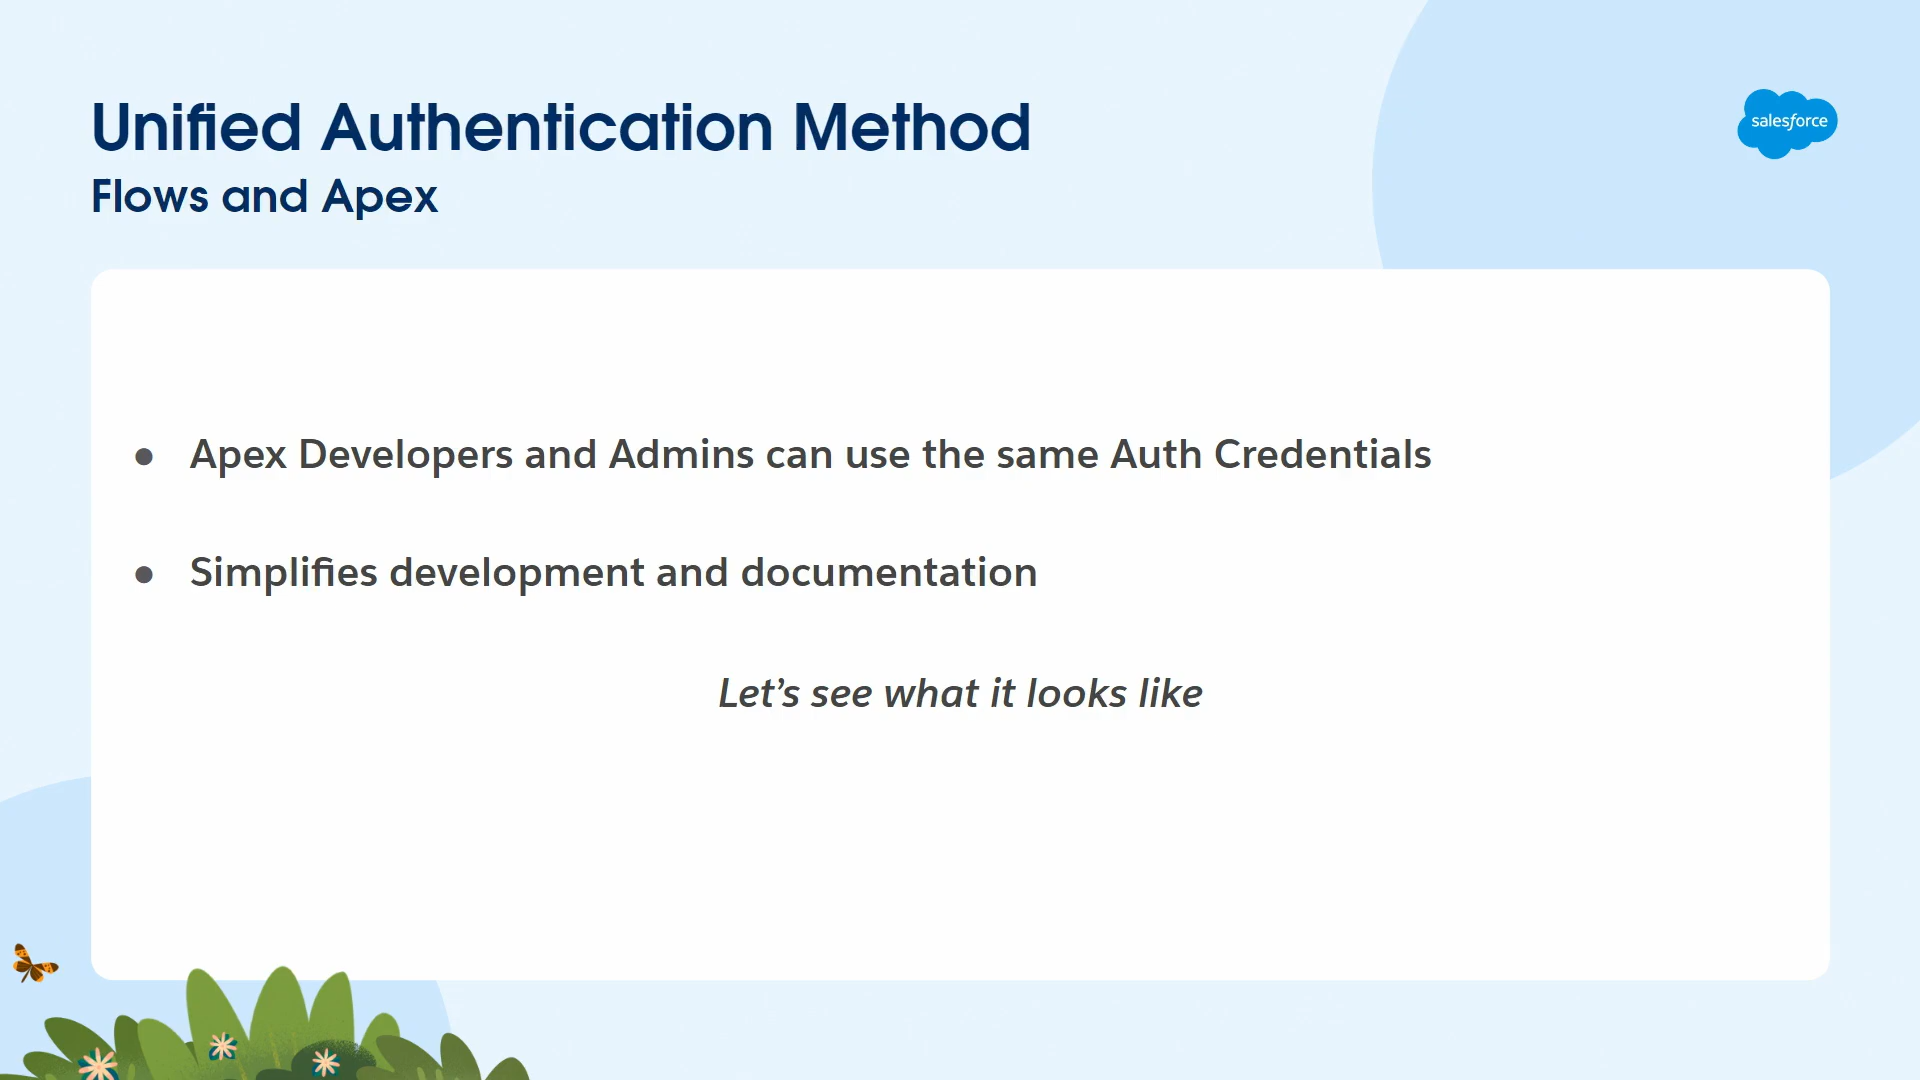 Unified Authentication Method
Flows and Apex
salesforce
● Apex Developers and Admins can use the same Auth Credentials
● Simplifies development and documentation
Let’s see what it looks like